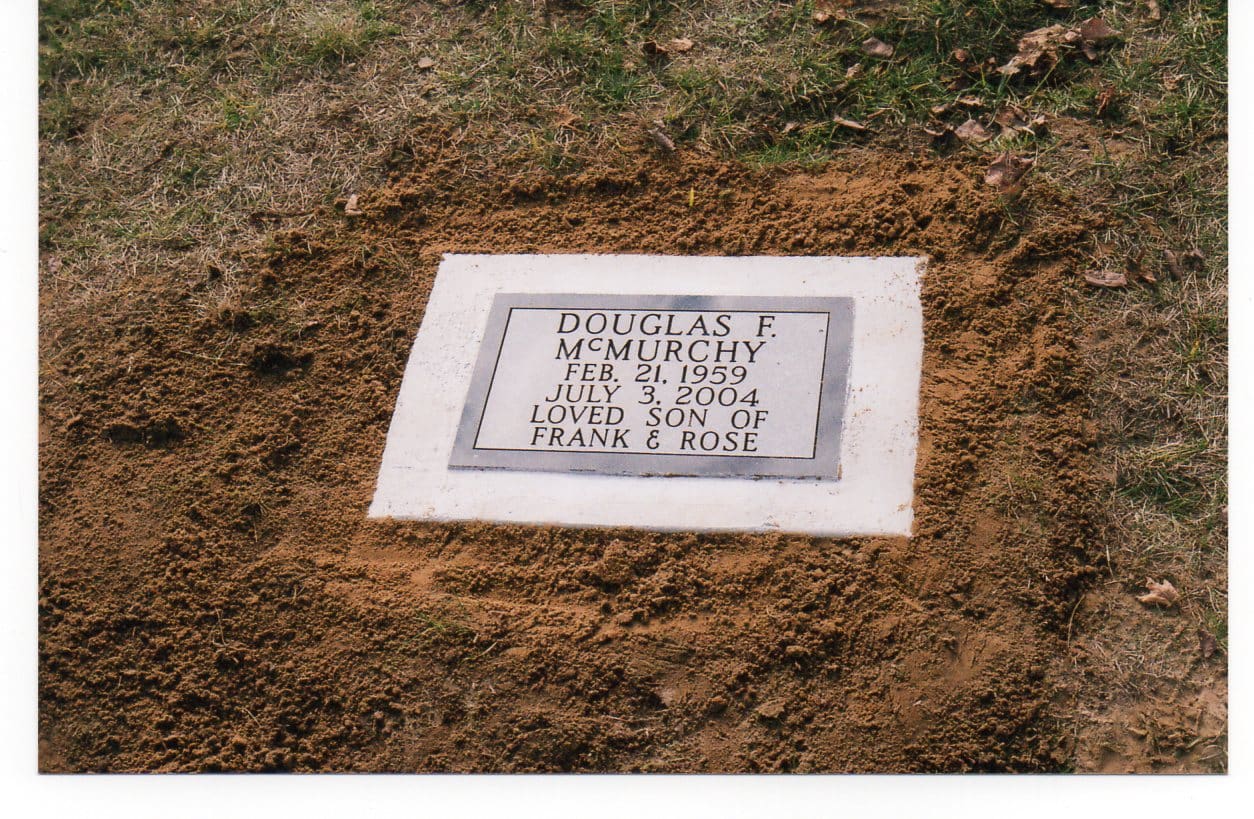 DOUGLAS F.
McMURCHY
FEB. 21, 1959
JULY 3, 2004
LOVED SON OF
FRANK & ROSE